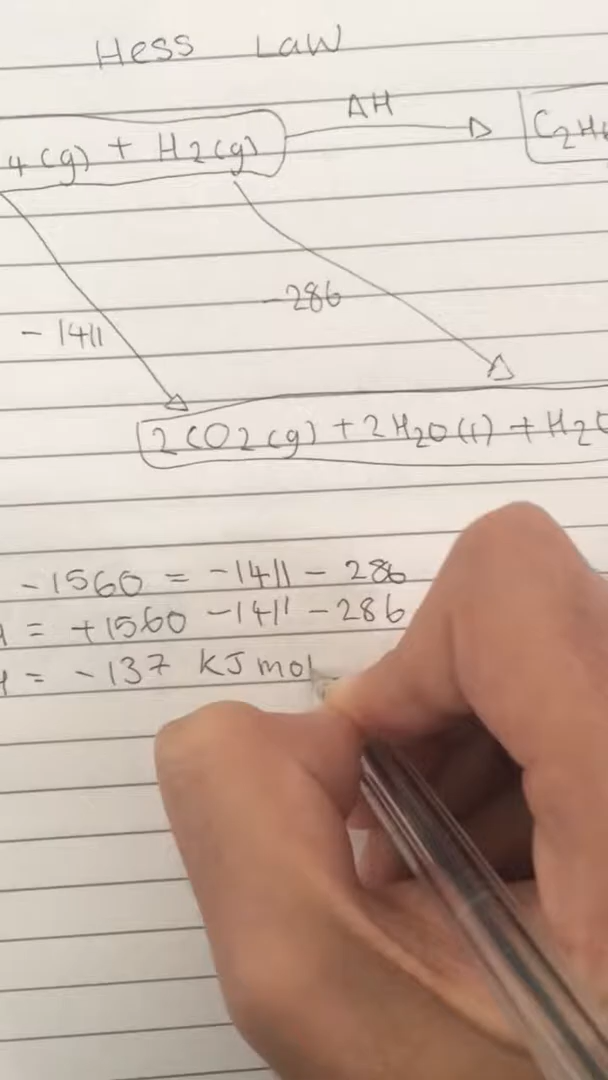 Hess Law
4(g) + H2(g) ΔH C2H
-286
-1411
2CO2(g) + 2H2O(l) + H2
-1560 = -1411 - 286
= +1560 -1411 - 286
= -137 KJ mol